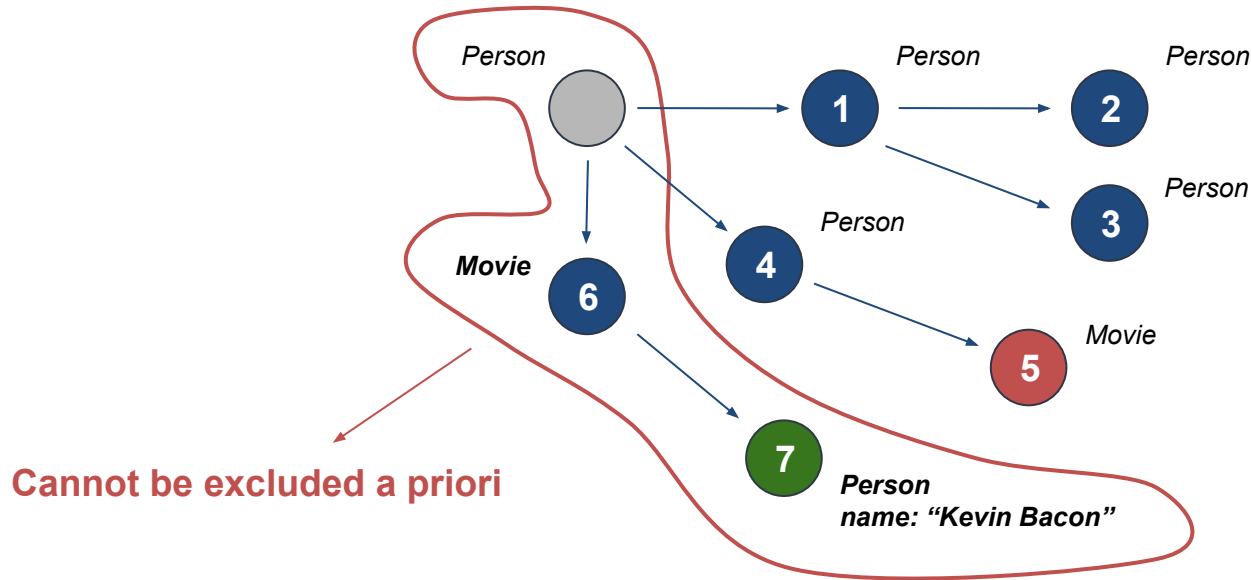 Person
Person
Person
1
2
Person
3
Person
4
Movie
6
Movie
5
7
Cannot be excluded a priori
Person
name: “Kevin Bacon”